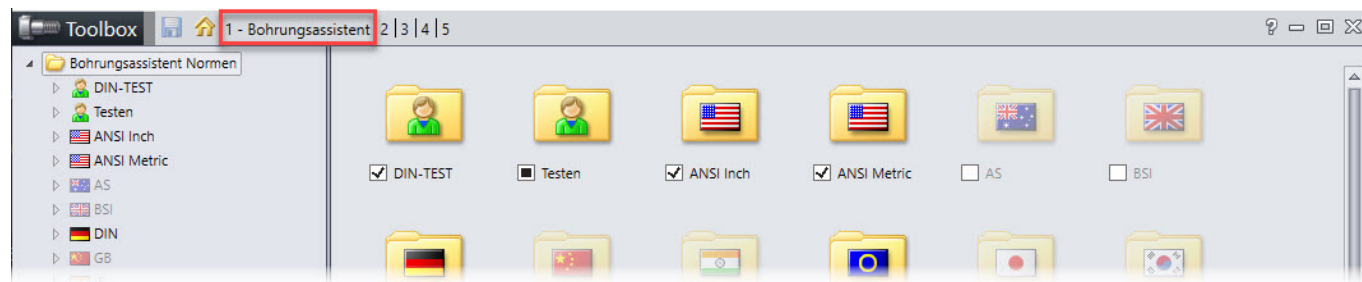 Toolbox 1 - Bohrungsassistent 2 | 3 | 4 | 5
Bohrungsassistent Normen
DIN-TEST
Testen
ANSI Inch
ANSI Metric
AS
BSI
DIN
GB
DIN-TEST Testen ANSI Inch ANSI Metric AS BSI